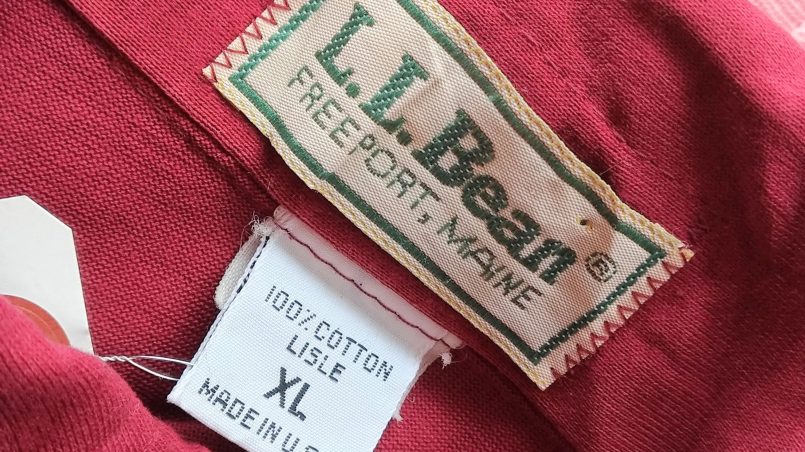 L.L.Bean®
FREEPORT, MAINE
100% COTTON
LISLE
XL
MADE IN U.S